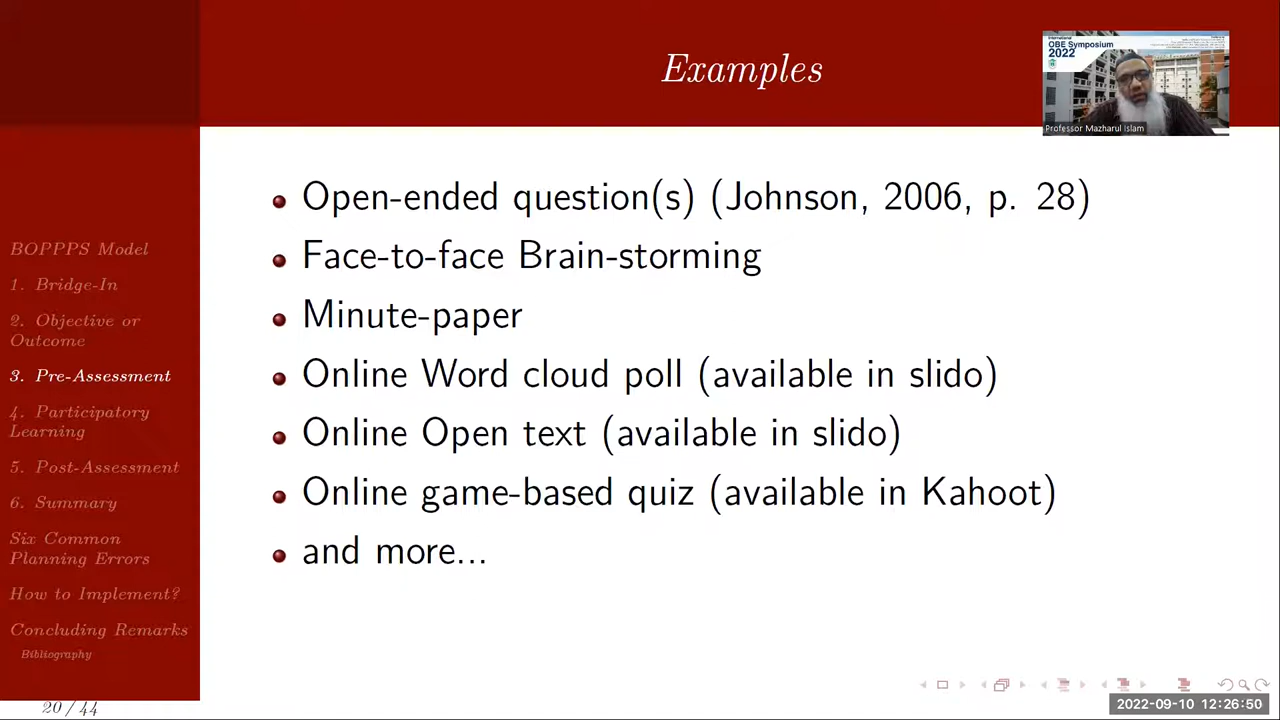 Examples
International
OBE Symposium
2022
Professor Mazharul Islam
Open-ended question(s) (Johnson, 2006, p. 28)
Face-to-face Brain-storming
Minute-paper
Online Word cloud poll (available in slido)
Online Open text (available in slido)
Online game-based quiz (available in Kahoot)
and more...
BOPPPS Model
1. Bridge-In
2. Objective or
Outcome
3. Pre-Assessment
4. Participatory
Learning
5. Post-Assessment
6. Summary
Six Common
Planning Errors
How to Implement?
Concluding Remarks
Bibliography
20 / 44
2022-09-10 12:26:50